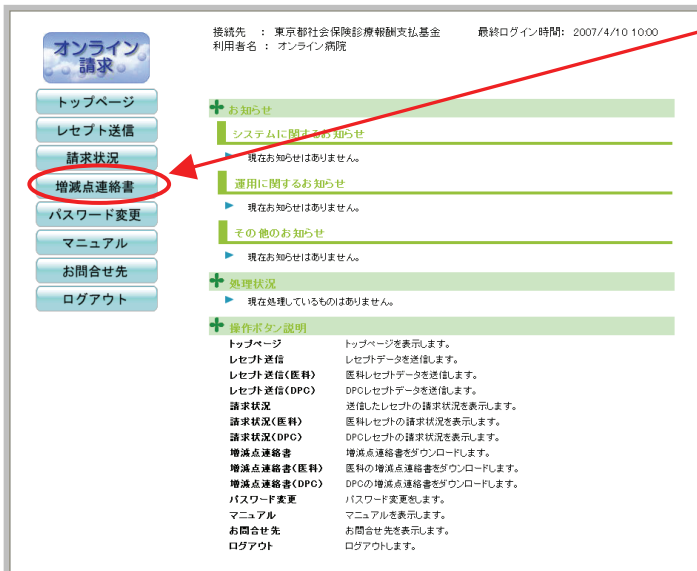 オンライン
請求
接続先 : 東京都社会保険診療報酬支払基金 最終ログイン時間: 2007/4/10 10:00
利用者名 : オンライン病院
トップページ
レセプト送信
請求状況
増減点連絡書
パスワード変更
マニュアル
お問合せ先
ログアウト
お知らせ
システムに関するお知らせ
現在お知らせはありません。
運用に関するお知らせ
現在お知らせはありません。
その他のお知らせ
現在お知らせはありません。
処理状況
現在処理しているものはありません。
操作ボタン説明
トップページ トップページを表示します。
レセプト送信 レセプトデータを送信します。
レセプト送信(医科) 医科レセプトデータを送信します。
レセプト送信(DPC) DPCレセプトデータを送信します。
請求状況 送信したレセプトの請求状況を表示します。
請求状況(医科) 医科レセプトの請求状況を表示します。
請求状況(DPC) DPCレセプトの請求状況を表示します。
増減点連絡書 増減点連絡書をダウンロードします。
増減点連絡書(医科) 医科の増減点連絡書をダウンロードします。
増減点連絡書(DPC) DPCの増減点連絡書をダウンロードします。
パスワード変更 パスワード変更をします。
マニュアル マニュアルを表示します。
お問合せ先 お問合せ先を表示します。
ログアウト ログアウトします。